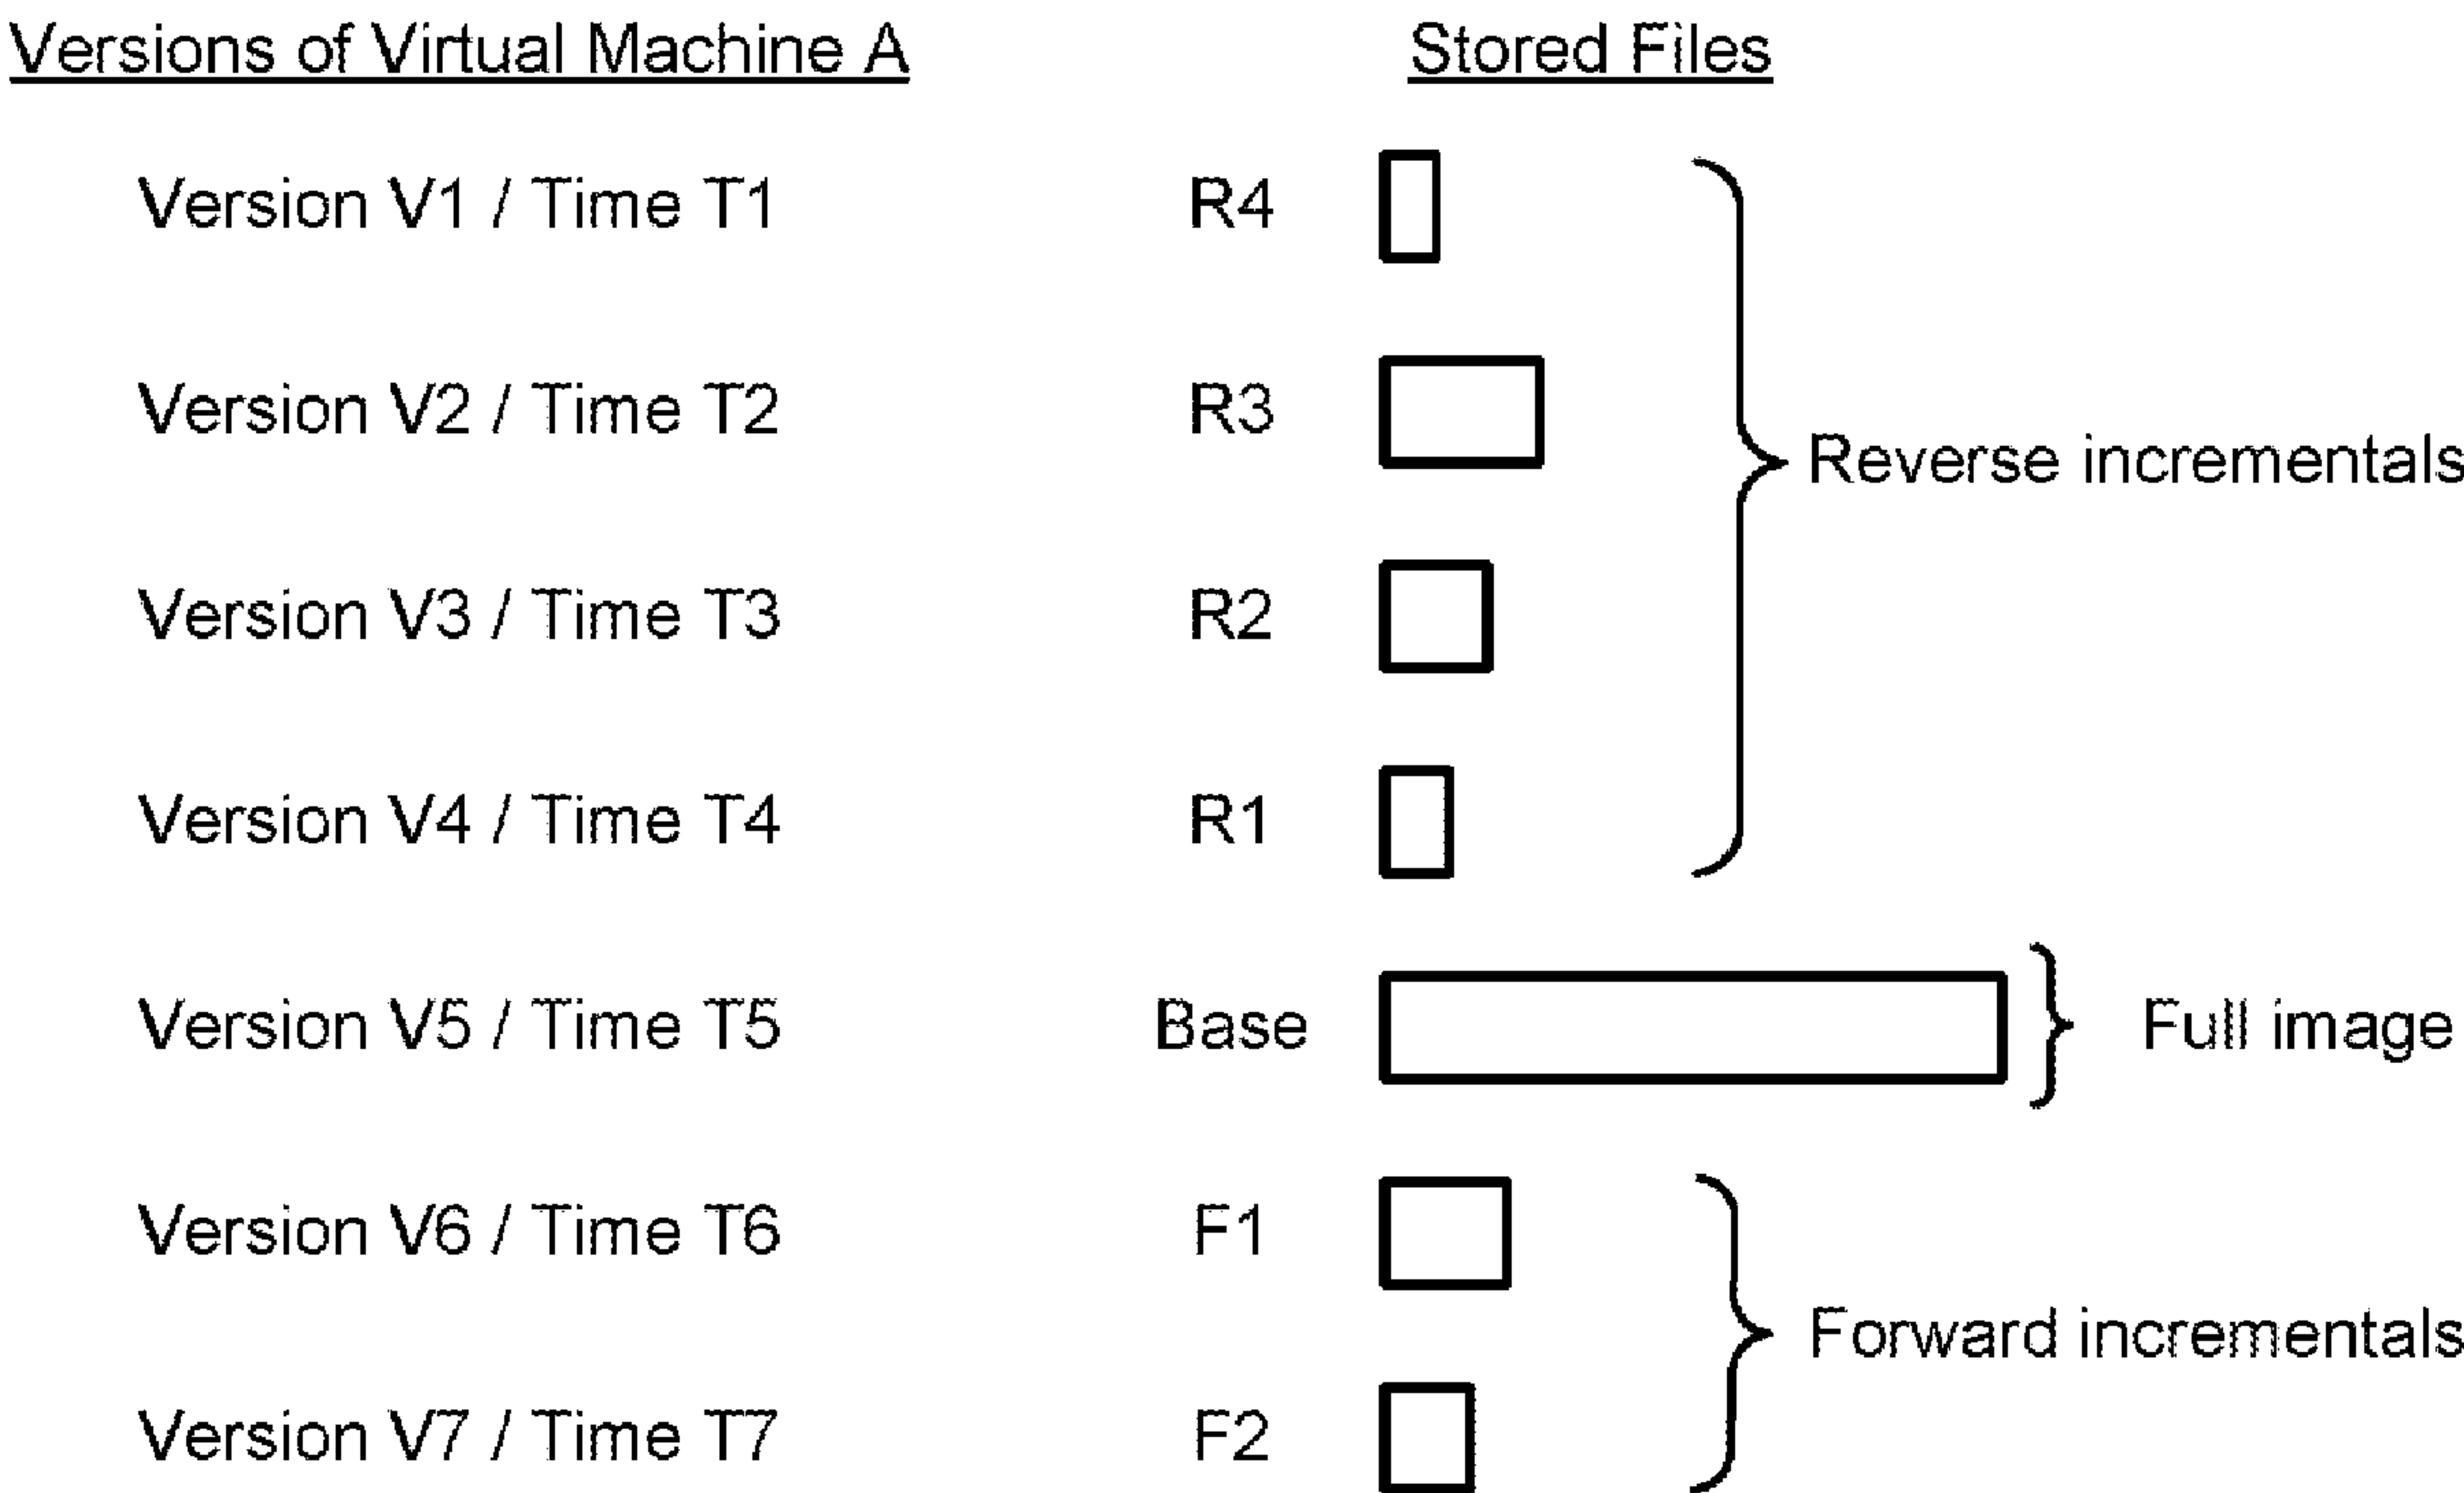 Versions of Virtual Machine A Stored Files
Version V1 / Time T1 R4
Version V2 / Time T2 R3
Reverse incrementals
Version V3 / Time T3 R2
Version V4 / Time T4 R1
Version V5 / Time T5 Base Full image
Version V6 / Time T6 F1
Forward incrementals
Version V7 / Time T7 F2